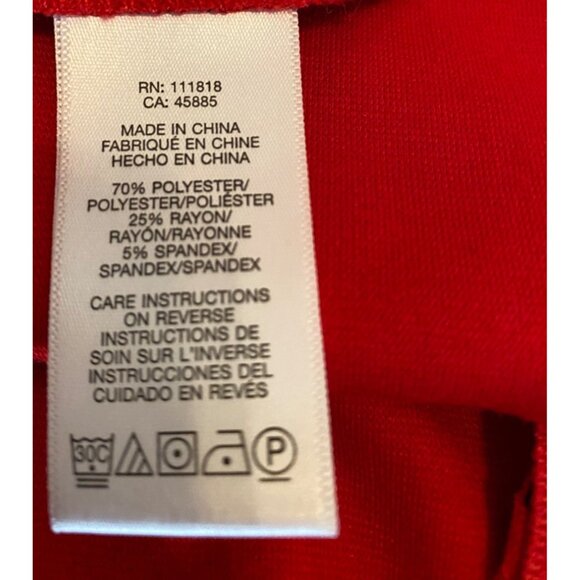 RN: 111818
CA: 45885
MADE IN CHINA
FABRIQUÉ EN CHINE
HECHO EN CHINA
70% POLYESTER/
POLYESTER/POLIÉSTER
25% RAYON/
RAYÓN/RAYONNE
5% SPANDEX/
SPANDEX/SPANDEX
CARE INSTRUCTIONS
ON REVERSE
INSTRUCTIONS DE
SOIN SUR L'INVERSE
INSTRUCCIONES DEL
CUIDADO EN REVÉS
30C P